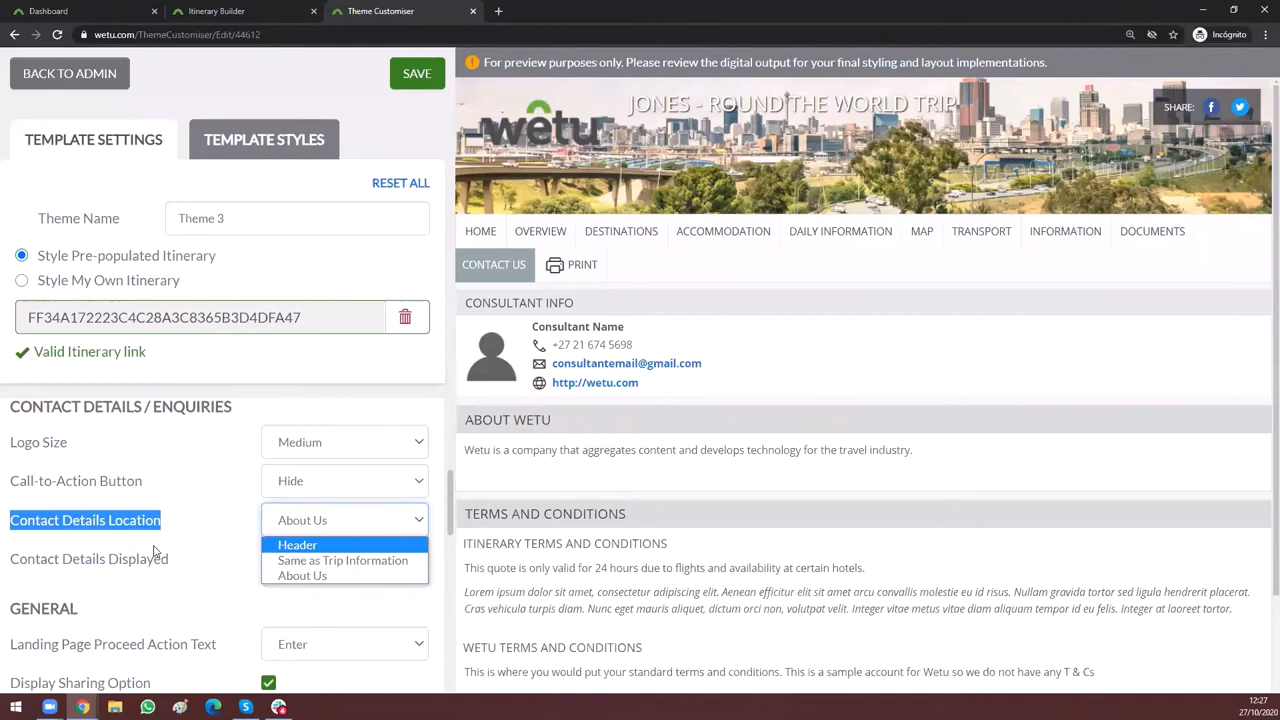 Dashboard
Itinerary Builder
Theme Customiser
wetu.com/ThemeCustomiser/Edit/44612
Incógnito
BACK TO ADMIN
SAVE
TEMPLATE SETTINGS
TEMPLATE STYLES
RESET ALL
Theme Name
Theme 3
Style Pre-populated Itinerary
Style My Own Itinerary
FF34A172223C4C28A3C8365B3D4DFA47
Valid Itinerary link
CONTACT DETAILS / ENQUIRIES
Logo Size
Medium
Call-to-Action Button
Hide
Contact Details Location
About Us
Header
Same as Trip Information
About Us
Contact Details Displayed
GENERAL
Landing Page Proceed Action Text
Enter
Display Sharing Option
For preview purposes only. Please review the digital output for your final styling and layout implementations.
wetu
JONES - ROUND THE WORLD TRIP
SHARE:
HOME
OVERVIEW
DESTINATIONS
ACCOMMODATION
DAILY INFORMATION
MAP
TRANSPORT
INFORMATION
DOCUMENTS
CONTACT US
PRINT
CONSULTANT INFO
Consultant Name
+27 21 674 5698
consultantemail@gmail.com
http://wetu.com
ABOUT WETU
Wetu is a company that aggregates content and develops technology for the travel industry.
TERMS AND CONDITIONS
ITINERARY TERMS AND CONDITIONS
This quote is only valid for 24 hours due to flights and availability at certain hotels.
Lorem ipsum dolor sit amet, consectetur adipiscing elit. Aenean efficitur elit sit amet arcu convallis molestie eu id risus. Nullam gravida tortor sed ligula hendrerit placerat.
Cras vehicula turpis diam. Nunc eget mauris aliquet, dictum orci non, volutpat velit. Integer vitae metus vitae diam aliquam tempor id eu felis. Integer at laoreet tortor.
WETU TERMS AND CONDITIONS
This is where you would put your standard terms and conditions. This is a sample account for Wetu so we do not have any T & Cs
12:27
27/10/2020